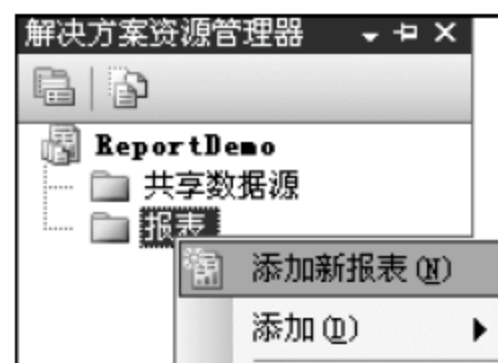 解决方案资源管理器
ReportDemo
共享数据源
报表
添加新报表(N)
添加(D)